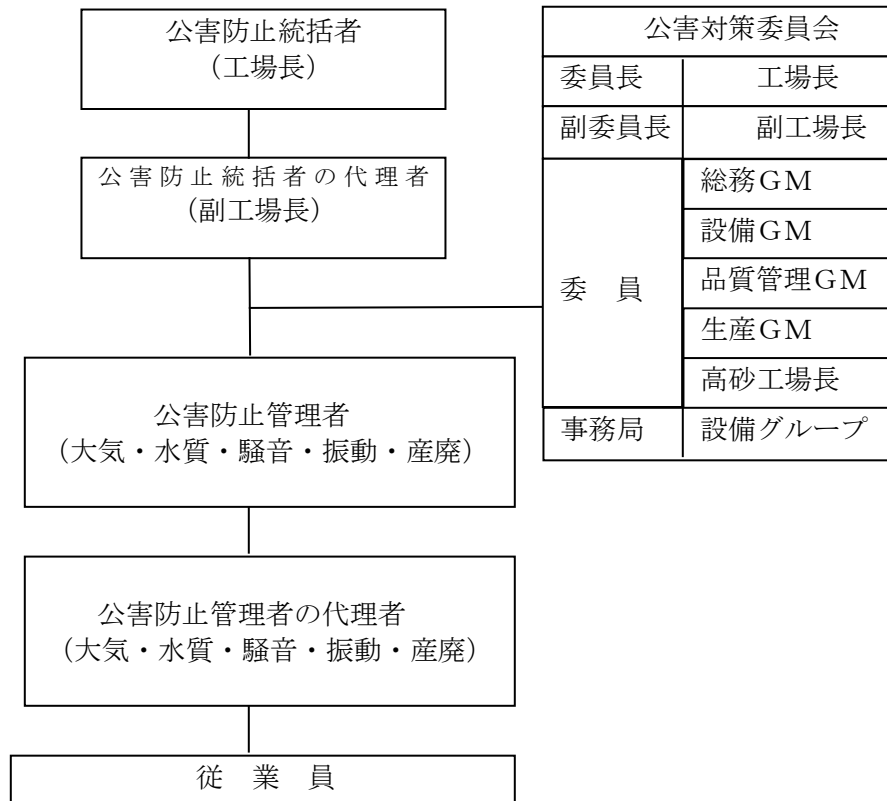 公害防止統括者
（工場長）
公害防止統括者の代理者
（副工場長）
公害防止管理者
（大気・水質・騒音・振動・産廃）
公害防止管理者の代理者
（大気・水質・騒音・振動・産廃）
従　業　員
公害対策委員会
委員長　工場長
副委員長　副工場長
委　員
総務ＧＭ
設備ＧＭ
品質管理ＧＭ
生産ＧＭ
高砂工場長
事務局　設備グループ